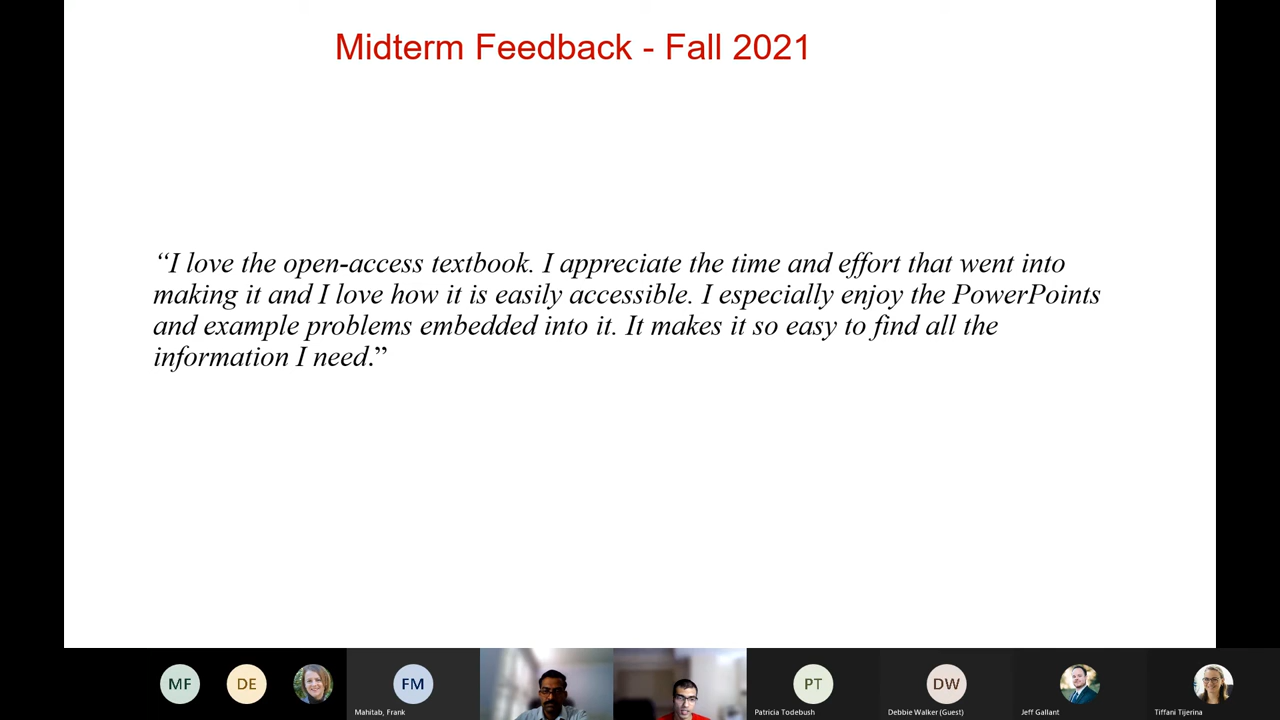 Midterm Feedback - Fall 2021
“I love the open-access textbook. I appreciate the time and effort that went into
making it and I love how it is easily accessible. I especially enjoy the PowerPoints
and example problems embedded into it. It makes it so easy to find all the
information I need.”
MF
DE
FM
PT
DW
Mahitab, Frank
Patricia Todebush
Debbie Walker (Guest)
Jeff Gallant
Tiffani Tijerina